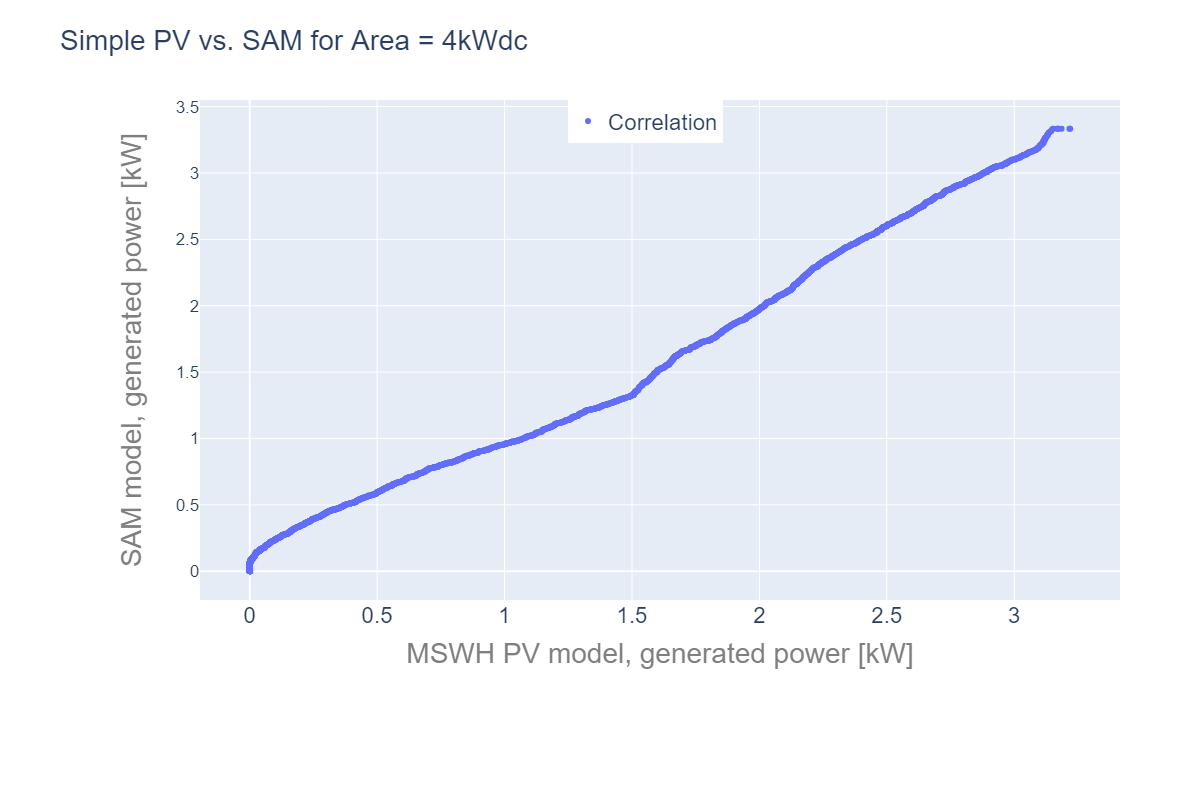 Simple PV vs. SAM for Area = 4kWdc
Correlation
SAM model, generated power [kW]
3.5
3
2.5
2
1.5
1
0.5
0
0 0.5 1 1.5 2 2.5 3
MSWH PV model, generated power [kW]